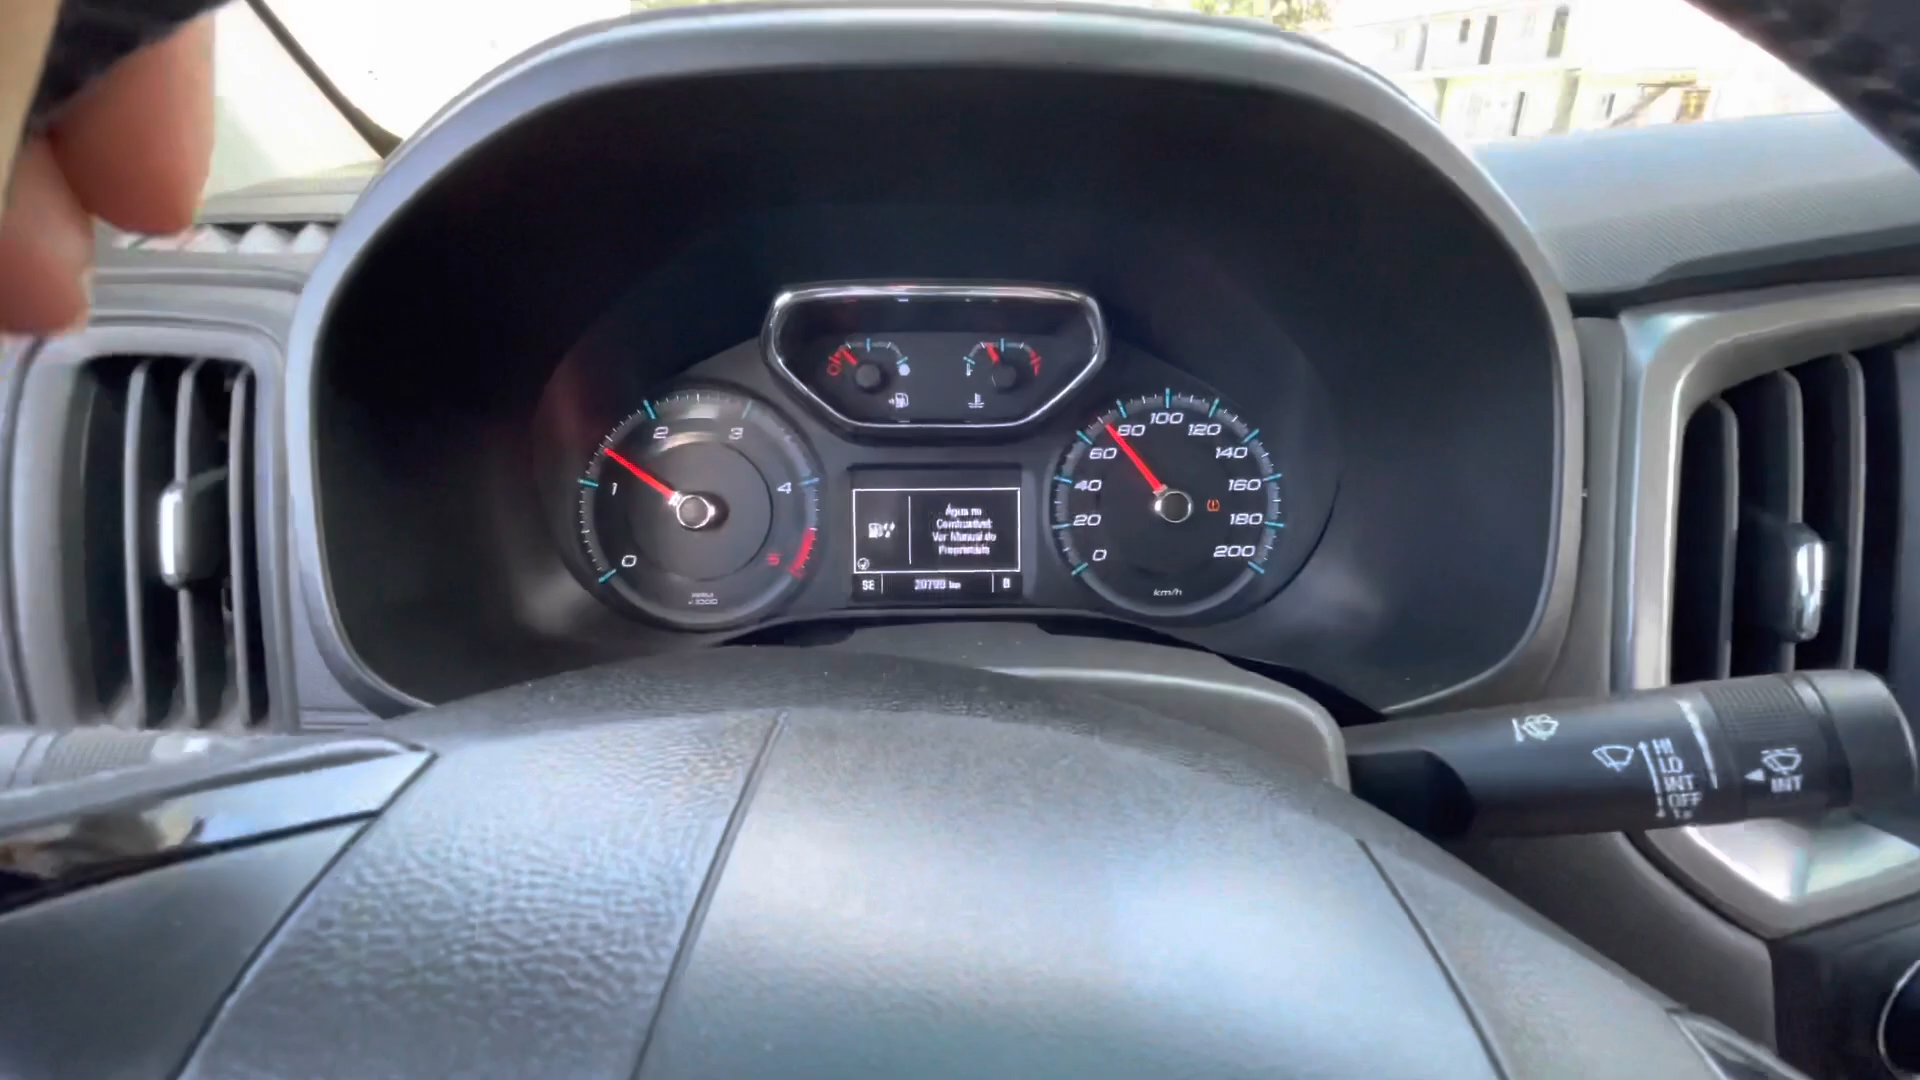 2
3
1
4
0
5
x1000
Água no
Combustível:
Ver Manual do
Proprietário
SE
km
100
80
120
60
140
40
160
20
180
0
200
km/h
HI
LO
INT
OFF
1x
INT